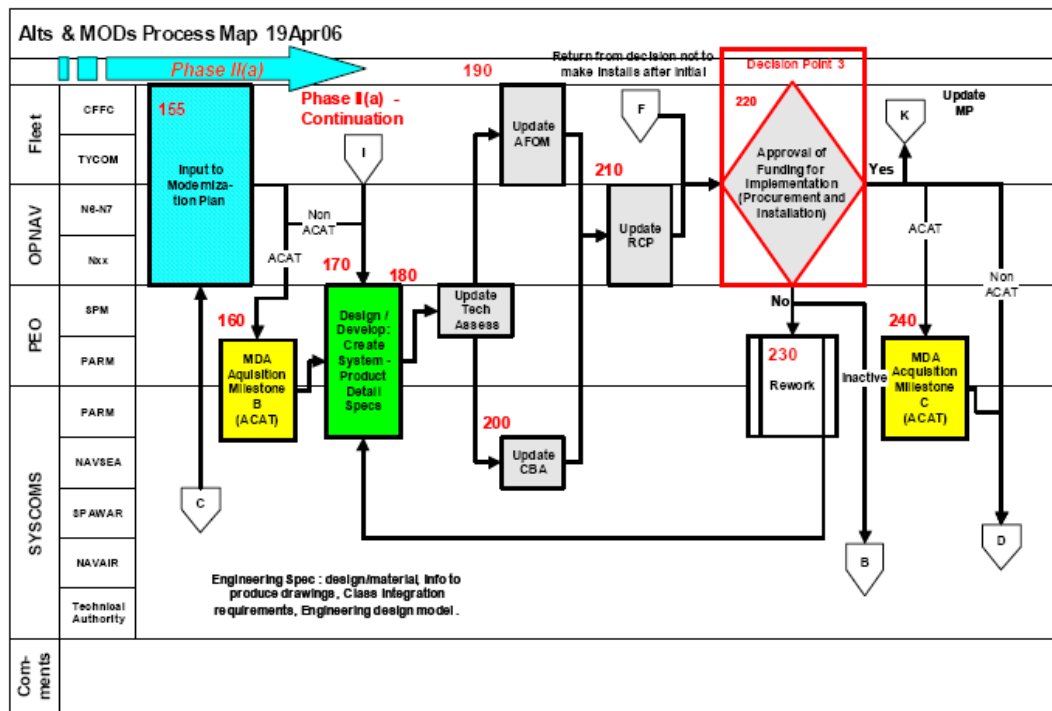 Alts & MODs Process Map 19Apr06
Phase II(a)
190
Return from decision not to
make installs after initial
Decision Point 3
Fleet
CFFC
TYCOM
OPNAV
N6-N7
Nxx
PEO
SPM
PARM
SYSCOMS
PARM
NAVSEA
SPAWAR
NAVAIR
Technical
Authority
Com-
ments
155
Input to
Moderniza-
tion Plan
Phase II(a) -
Continuation
I
Non
ACAT
ACAT
160
MDA
Aquisition
Milestone
B
(ACAT)
C
170
180
Design /
Develop:
Create
System -
Product
Detail
Specs
Update
Tech
Assess
Update
AFOM
200
Update
CBA
210
Update
RCP
F
220
Approval of
Funding for
Implementation
(Procurement and
Installation)
Yes
No
K
Update
MP
ACAT
Non
ACAT
230
Rework
Inactive
240
MDA
Acquisition
Milestone
C
(ACAT)
B
D
Engineering Spec : design/material, info to
produce drawings, Class Integration
requirements, Engineering design model .